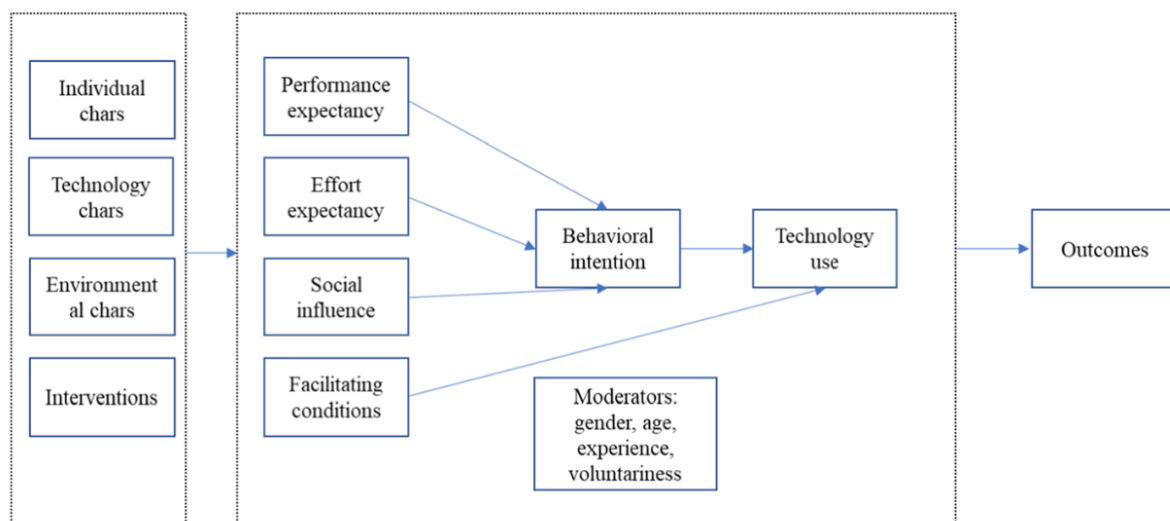 Individual
chars
Technology
chars
Environment
al chars
Interventions
Performance
expectancy
Effort
expectancy
Social
influence
Facilitating
conditions
Behavioral
intention
Technology
use
Moderators:
gender, age,
experience,
voluntariness
Outcomes